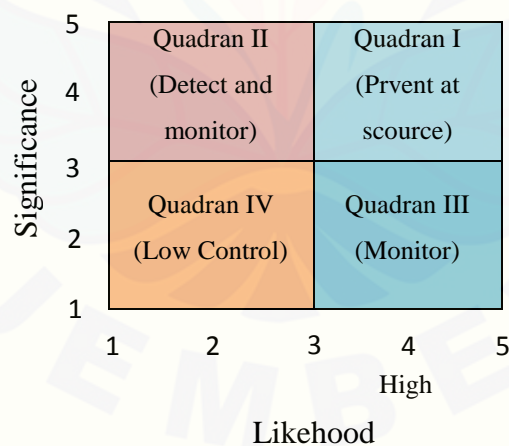 5
Quadran II
(Detect and
monitor)
Quadran I
(Prvent at
scource)
4
3
Significance
Quadran IV
(Low Control)
Quadran III
(Monitor)
2
1
1 2 3 4 5
High
Likehood
EMBE